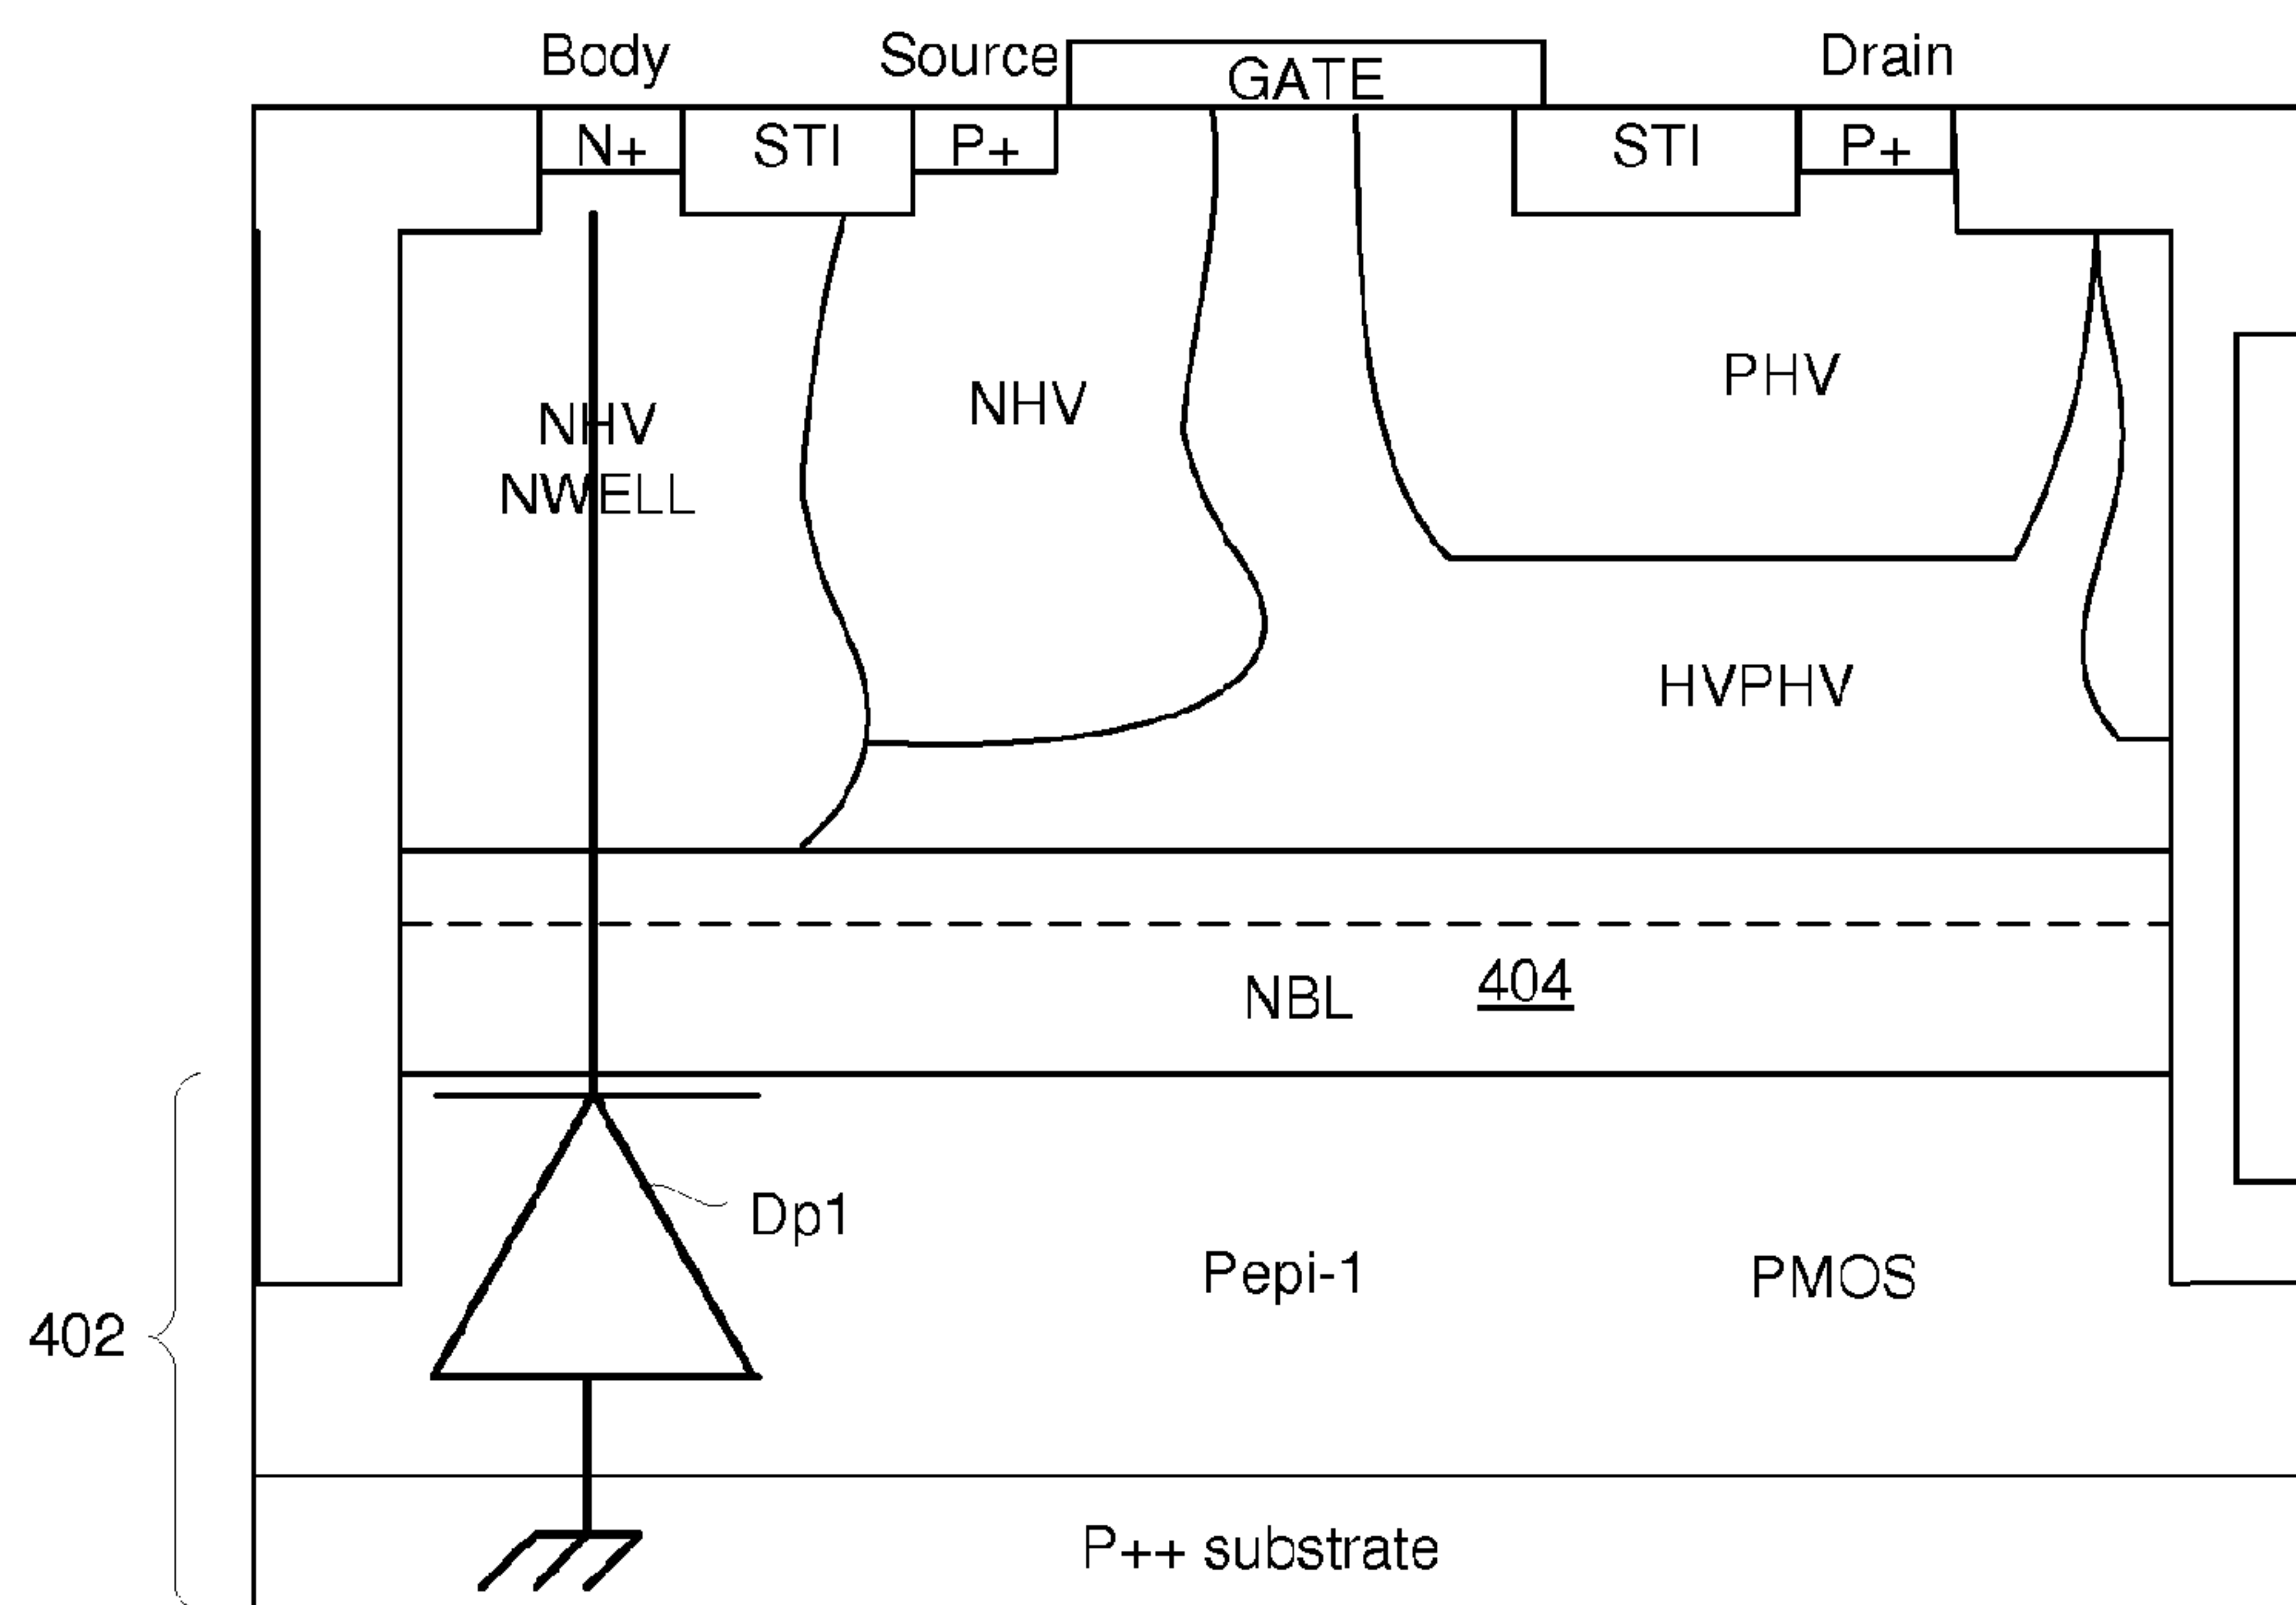 Body
Source
GATE
Drain
N+
STI
P+
STI
P+
NHV
NWELL
NHV
PHV
HVPHV
NBL
404
Dp1
Pepi-1
PMOS
402
P++ substrate